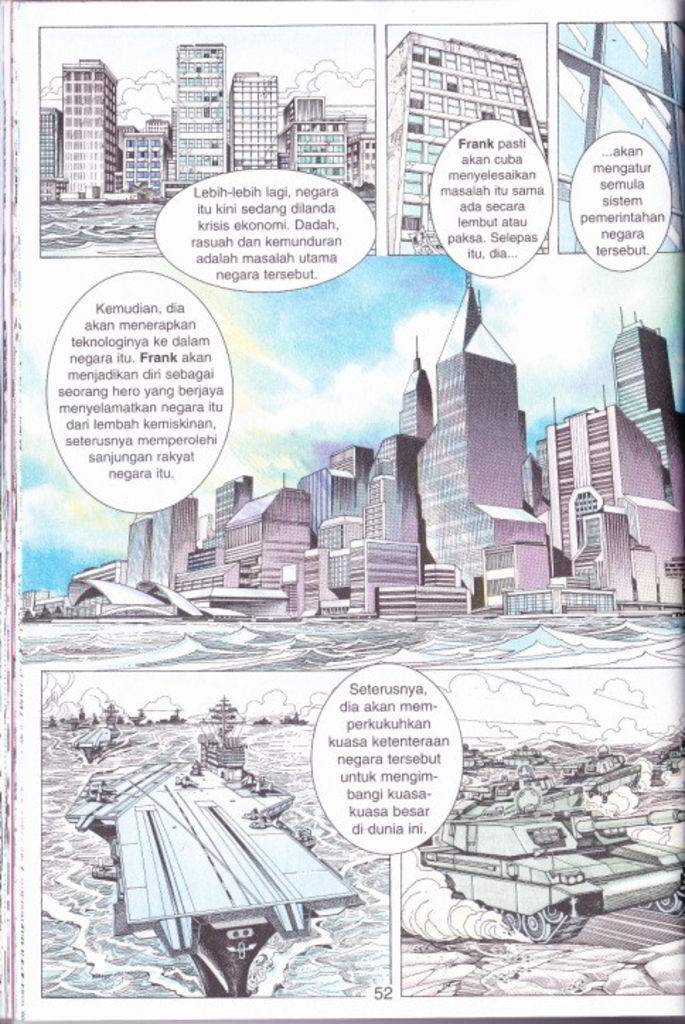 Lebih-lebih lagi, negara
itu kini sedang dilanda
krisis ekonomi. Dadah,
rasuah dan kemunduran
adalah masalah utama
negara tersebut.
Frank pasti
akan cuba
menyelesaikan
masalah itu sama
ada secara
lembut atau
paksa. Selepas
itu, dia...
...akan
mengatur
semula
sistem
pemerintahan
negara
tersebut.
Kemudian, dia
akan menerapkan
teknologinya ke dalam
negara itu. Frank akan
menjadikan diri sebagai
seorang hero yang berjaya
menyelamatkan negara itu
dari lembah kemiskinan,
seterusnya memperolehi
sanjungan rakyat
negara itu.
Seterusnya,
dia akan mem-
perkukuhkan
kuasa ketenteraan
negara tersebut
untuk mengim-
bangi kuasa-
kuasa besar
di dunia ini.
52